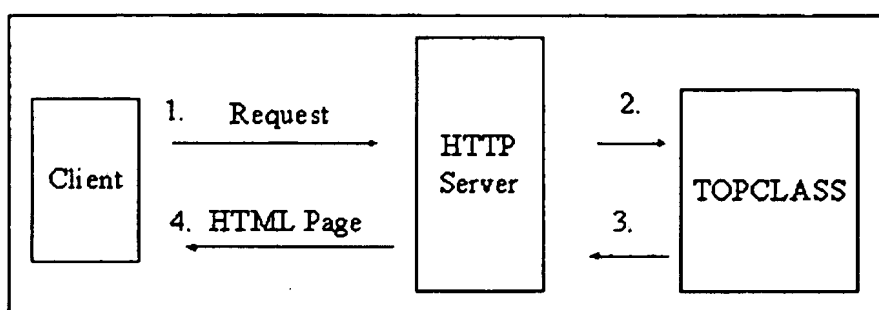 Client
1. Request
4. HTML Page
HTTP
Server
2.
3.
TOPCLASS